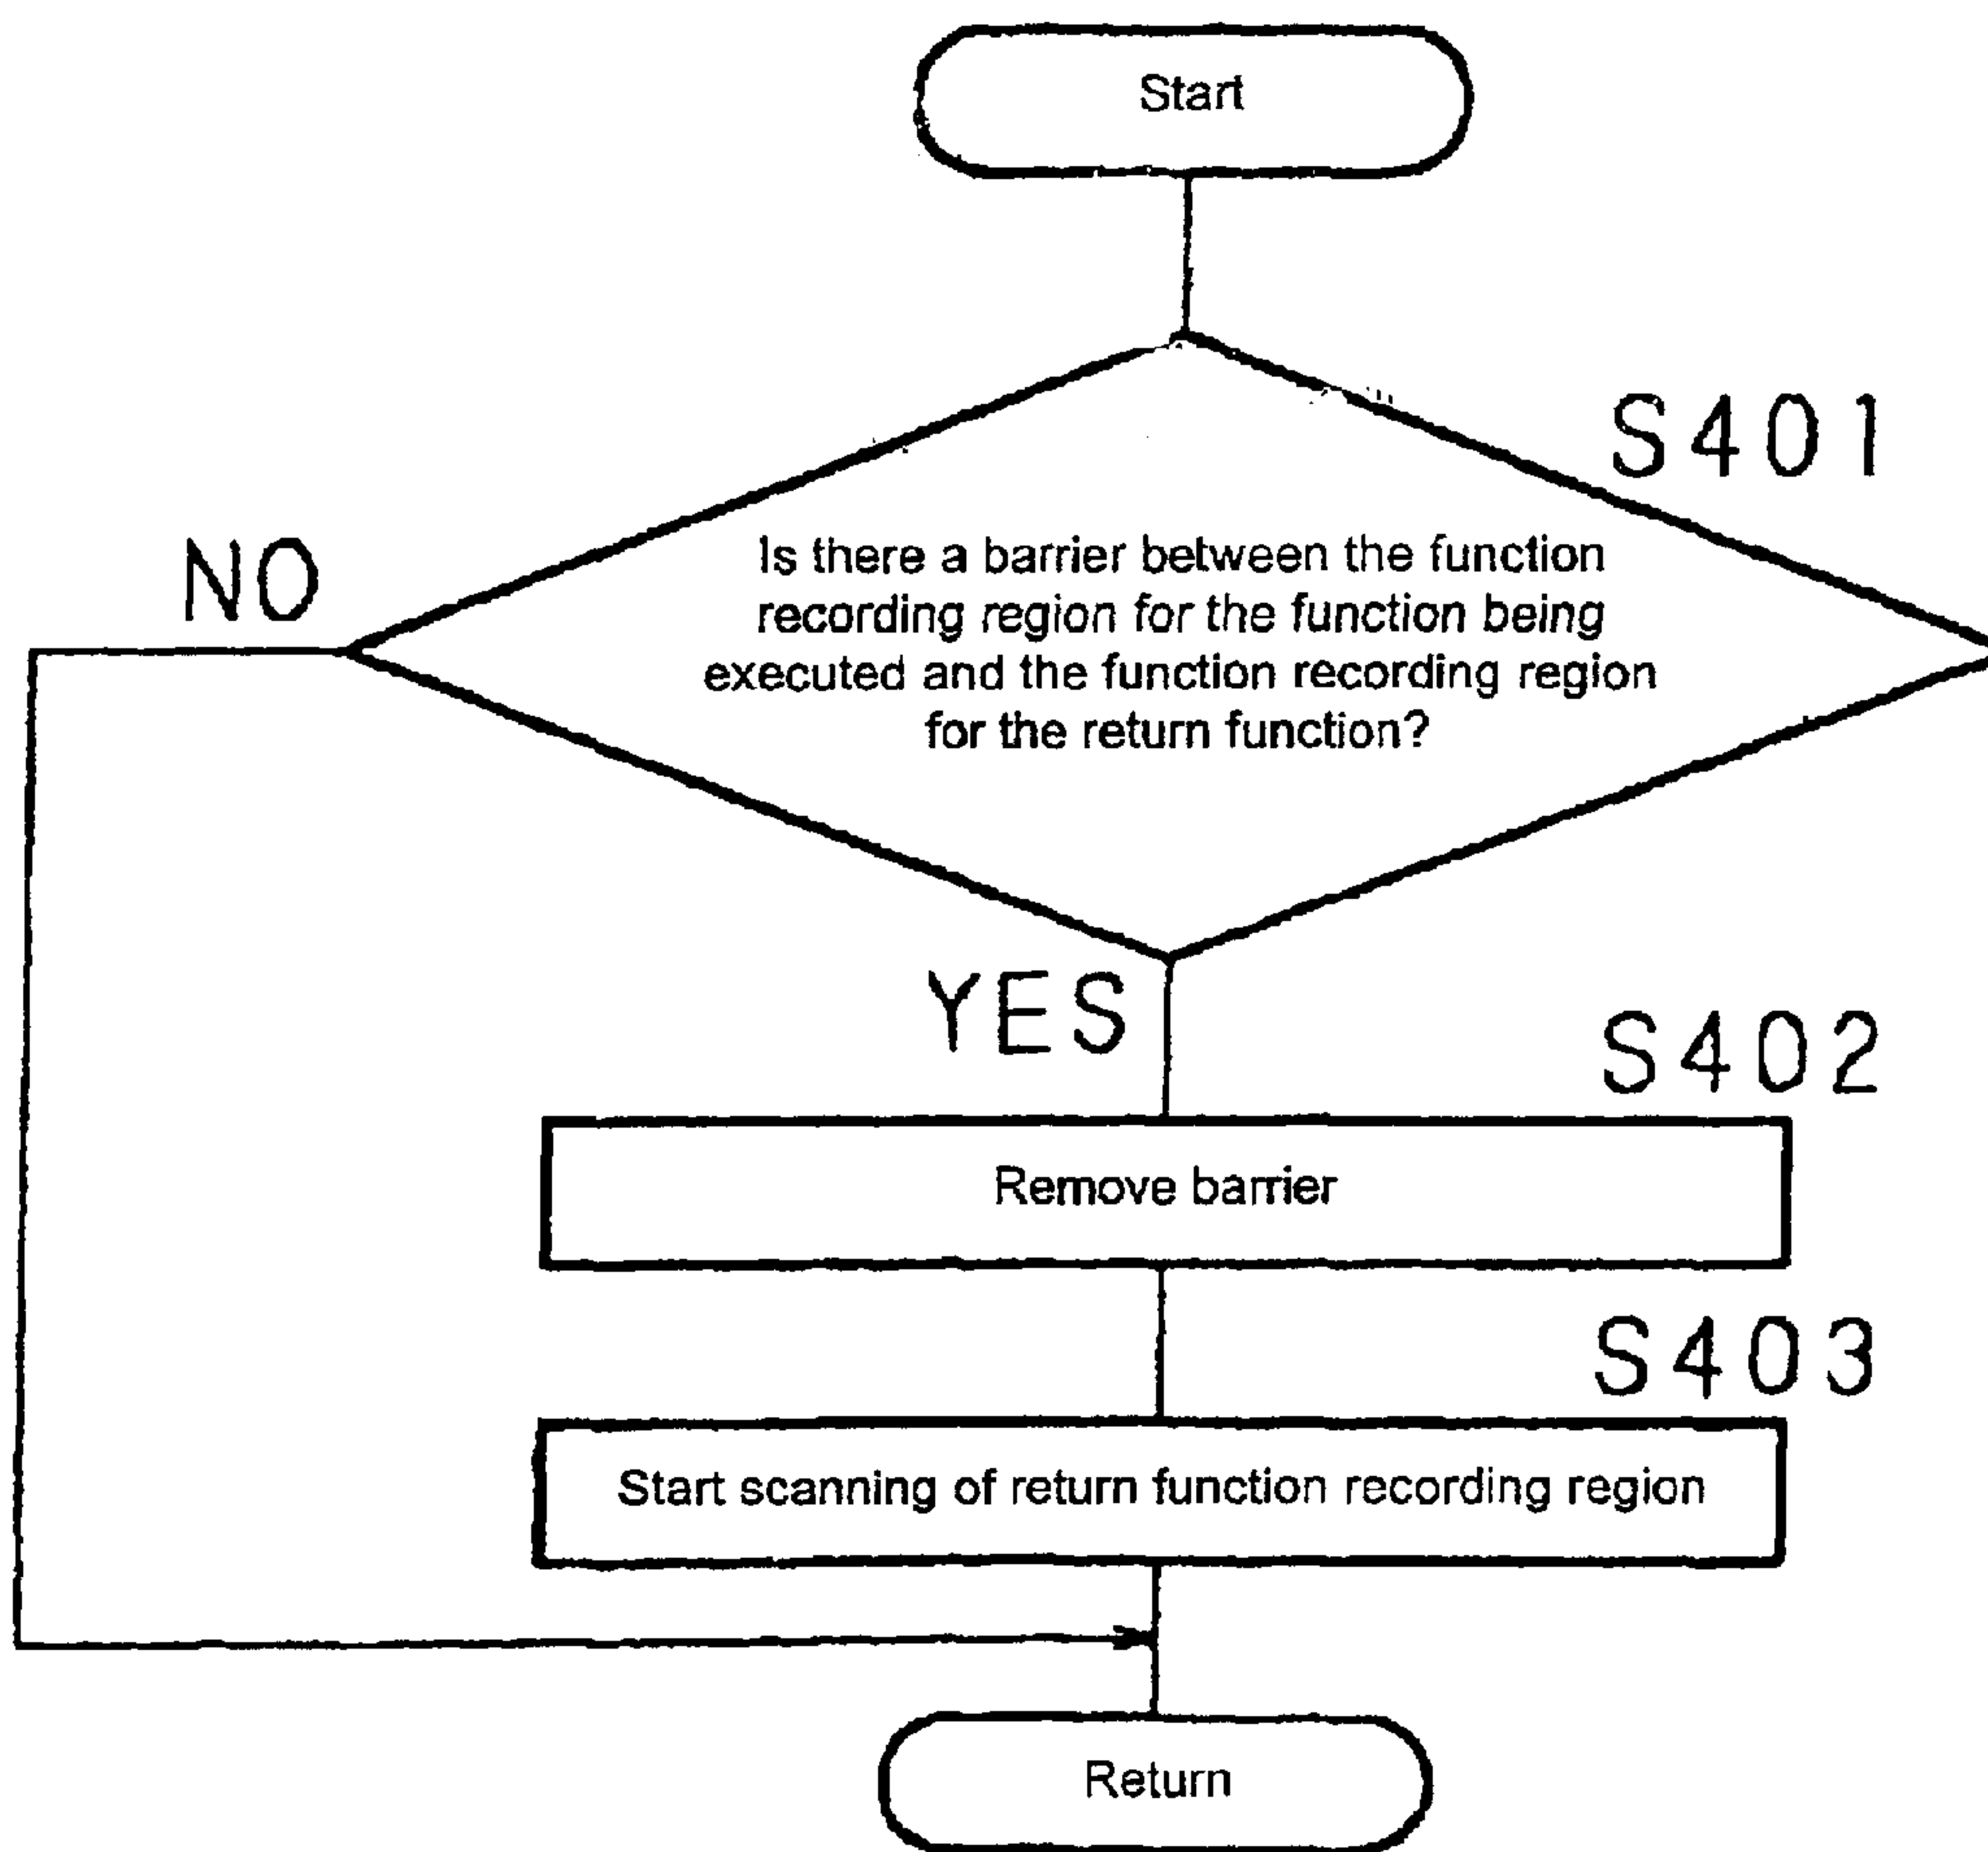 Start
S401
NO
Is there a barrier between the function
recording region for the function being
executed and the function recording region
for the return function?
YES
S402
Remove barrier
S403
Start scanning of return function recording region
Return